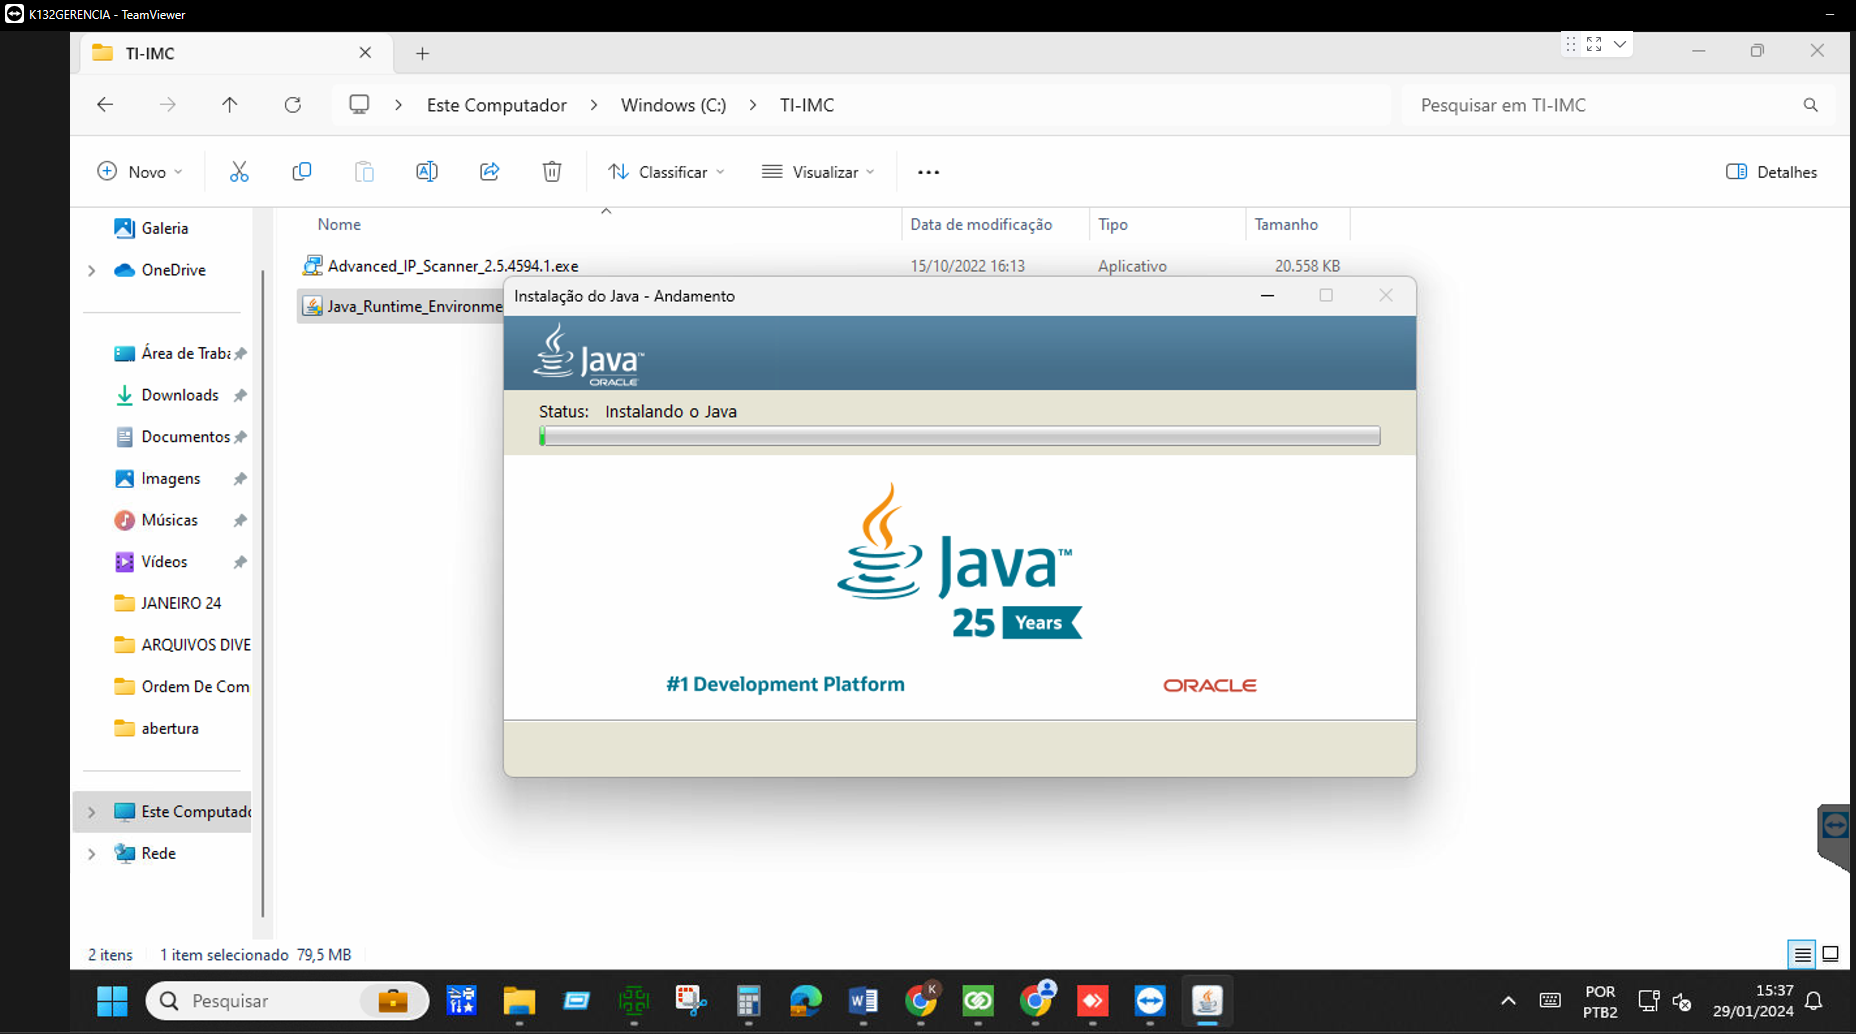 K132GERENCIA - TeamViewer
TI-IMC
Este Computador > Windows (C:) > TI-IMC
Pesquisar em TI-IMC
Novo
Classificar
Visualizar
Detalhes
Nome
Data de modificação
Tipo
Tamanho
Galeria
OneDrive
Área de Traba
Downloads
Documentos
Imagens
Músicas
Vídeos
JANEIRO 24
ARQUIVOS DIVE
Ordem De Com
abertura
Este Computado
Rede
Advanced_IP_Scanner_2.5.4594.1.exe
15/10/2022 16:13
Aplicativo
20.558 KB
Java_Runtime_Environme
Instalação do Java - Andamento
Java™
ORACLE
Status: Instalando o Java
Java™
25 Years
#1 Development Platform
ORACLE
2 itens
1 item selecionado 79,5 MB
Pesquisar
K
POR
PTB2
15:37
29/01/2024